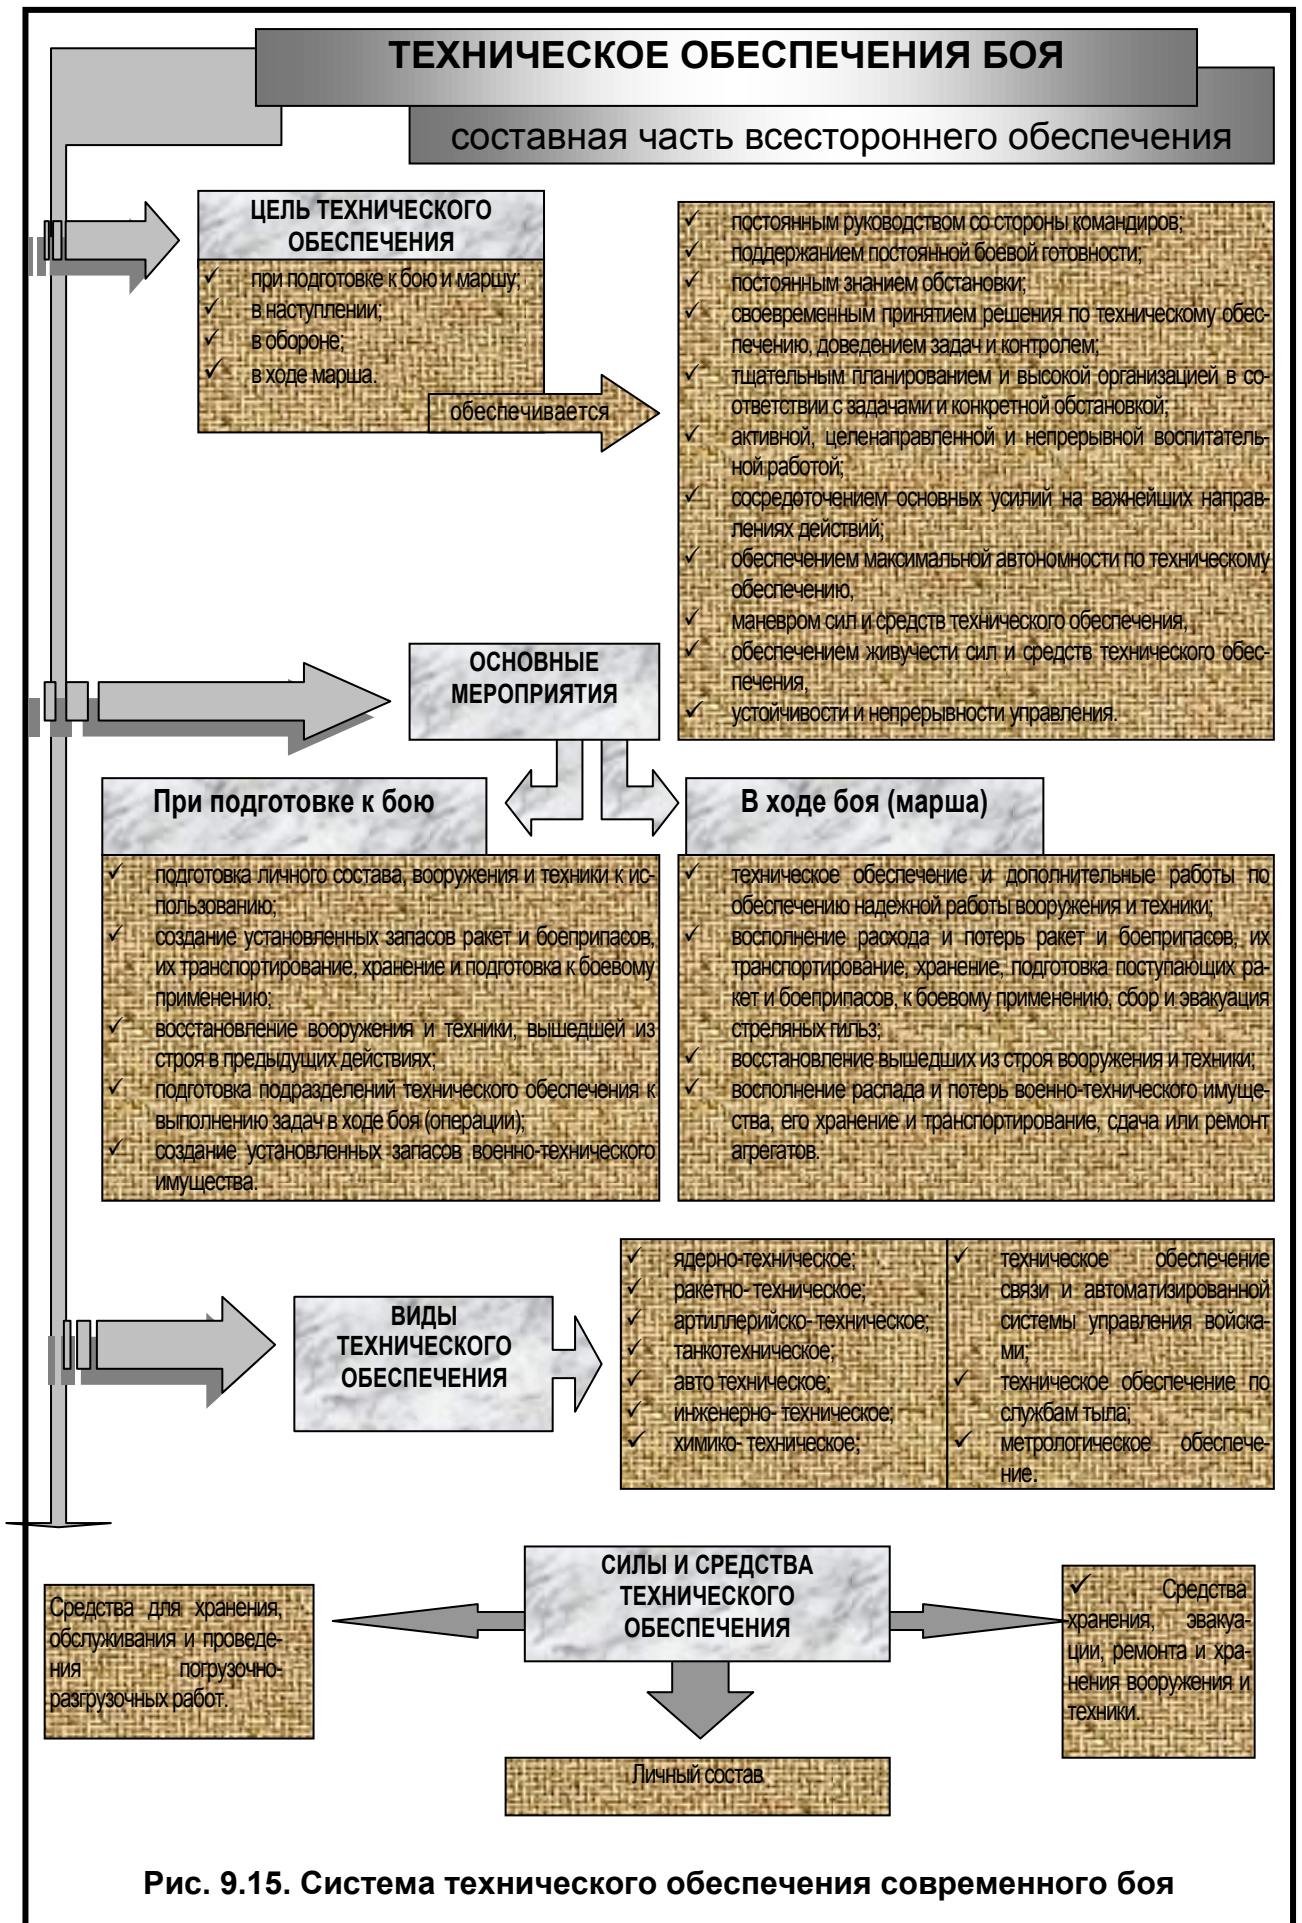 ТЕХНИЧЕСКОЕ ОБЕСПЕЧЕНИЯ БОЯ
составная часть всестороннего обеспечения
ЦЕЛЬ ТЕХНИЧЕСКОГО
ОБЕСПЕЧЕНИЯ
✓ при подготовке к бою и маршу;
✓ в наступлении;
✓ в обороне;
✓ в ходе марша.
обеспечивается
✓ постоянным руководством со стороны командиров;
✓ поддержанием постоянной боевой готовности;
✓ постоянным знанием обстановки;
✓ своевременным принятием решения по техническому обес-
печению, доведением задач и контролем;
✓ тщательным планированием и высокой организацией в со-
ответствии с задачами и конкретной обстановкой;
✓ активной, целенаправленной и непрерывной воспитатель-
ной работой;
✓ сосредоточением основных усилий на важнейших направ-
лениях действий;
✓ обеспечением максимальной автономности по техническому
обеспечению,
✓ маневром сил и средств технического обеспечения,
✓ обеспечением живучести сил и средств технического обес-
печения,
✓ устойчивости и непрерывности управления.
ОСНОВНЫЕ
МЕРОПРИЯТИЯ
При подготовке к бою
✓ подготовка личного состава, вооружения и техники к ис-
пользованию;
✓ создание установленных запасов ракет и боеприпасов,
их транспортирование, хранение и подготовка к боевому
применению;
✓ восстановление вооружения и техники, вышедшей из
строя в предыдущих действиях;
✓ подготовка подразделений технического обеспечения к
выполнению задач в ходе боя (операции);
✓ создание установленных запасов военно-технического
имущества.
В ходе боя (марша)
✓ техническое обеспечение и дополнительные работы по
обеспечению надежной работы вооружения и техники;
✓ восполнение расхода и потерь ракет и боеприпасов, их
транспортирование, хранение, подготовка поступающих ра-
кет и боеприпасов, к боевому применению, сбор и эвакуация
стреляных гильз;
✓ восстановление вышедших из строя вооружения и техники;
✓ восполнение распада и потерь военно-технического имуще-
ства, его хранение и транспортирование, сдача или ремонт
агрегатов.
ВИДЫ
ТЕХНИЧЕСКОГО
ОБЕСПЕЧЕНИЯ
✓ ядерно-техническое;
✓ ракетно- техническое;
✓ артиллерийско- техническое;
✓ танкотехническое;
✓ авто техническое;
✓ инженерно- техническое;
✓ химико- техническое;
✓ техническое обеспечение
связи и автоматизированной
системы управления войска-
ми;
✓ техническое обеспечение по
службам тыла;
✓ метрологическое обеспече-
ние.
СИЛЫ И СРЕДСТВА
ТЕХНИЧЕСКОГО
ОБЕСПЕЧЕНИЯ
Средства для хранения,
обслуживания и проведе-
ния погрузочно-
разгрузочных работ.
✓ Средства
хранения, эвакуа-
ции, ремонта и хра-
нения вооружения и
техники.
Личный состав
Рис. 9.15. Система технического обеспечения современного боя